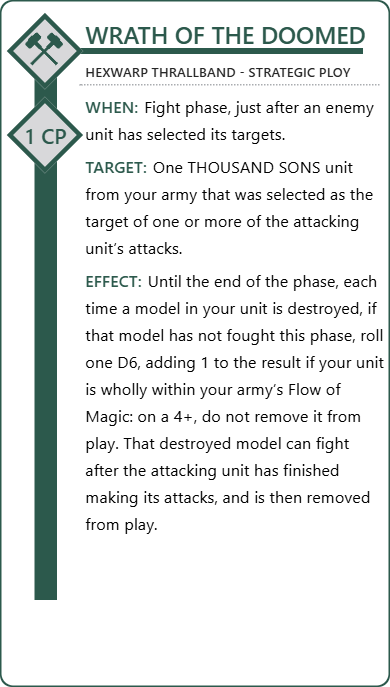 WRATH OF THE DOOMED
HEXWARP THRALLBAND - STRATEGIC PLOY
1 CP
WHEN: Fight phase, just after an enemy
unit has selected its targets.
TARGET: One THOUSAND SONS unit
from your army that was selected as the
target of one or more of the attacking
unit's attacks.
EFFECT: Until the end of the phase, each
time a model in your unit is destroyed, if
that model has not fought this phase, roll
one D6, adding 1 to the result if your unit
is wholly within your army's Flow of
Magic: on a 4+, do not remove it from
play. That destroyed model can fight
after the attacking unit has finished
making its attacks, and is then removed
from play.